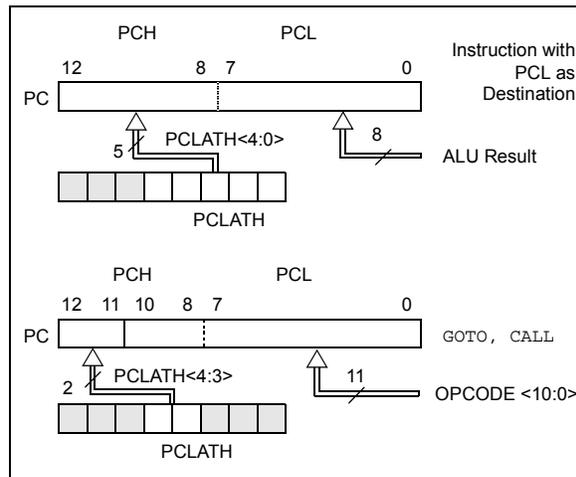 PCH PCL
12 8 7 0
Instruction with
PCL as
Destination
PC
5 PCLATH<4:0> 8
ALU Result
PCLATH
PCH PCL
12 11 10 8 7 0
PC GOTO, CALL
2 PCLATH<4:3> 11
OPCODE <10:0>
PCLATH